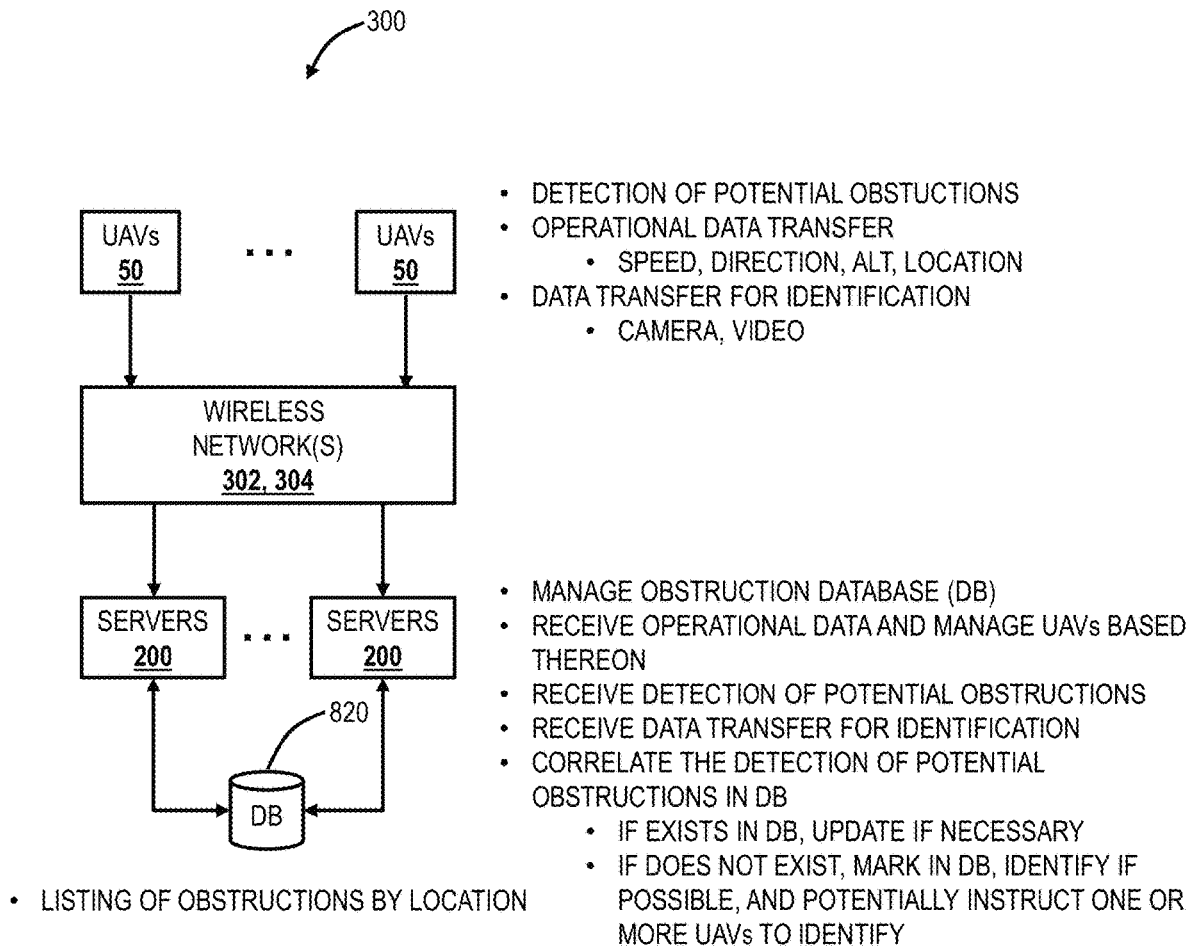 300
• DETECTION OF POTENTIAL OBSTUCTIONS
• OPERATIONAL DATA TRANSFER
• SPEED, DIRECTION, ALT, LOCATION
• DATA TRANSFER FOR IDENTIFICATION
• CAMERA, VIDEO
UAVs
50
. . .
UAVs
50
WIRELESS
NETWORK(S)
302, 304
SERVERS
200
. . .
SERVERS
200
820
DB
• LISTING OF OBSTRUCTIONS BY LOCATION
• MANAGE OBSTRUCTION DATABASE (DB)
• RECEIVE OPERATIONAL DATA AND MANAGE UAVs BASED
THEREON
• RECEIVE DETECTION OF POTENTIAL OBSTRUCTIONS
• RECEIVE DATA TRANSFER FOR IDENTIFICATION
• CORRELATE THE DETECTION OF POTENTIAL
OBSTRUCTIONS IN DB
• IF EXISTS IN DB, UPDATE IF NECESSARY
• IF DOES NOT EXIST, MARK IN DB, IDENTIFY IF
POSSIBLE, AND POTENTIALLY INSTRUCT ONE OR
MORE UAVs TO IDENTIFY